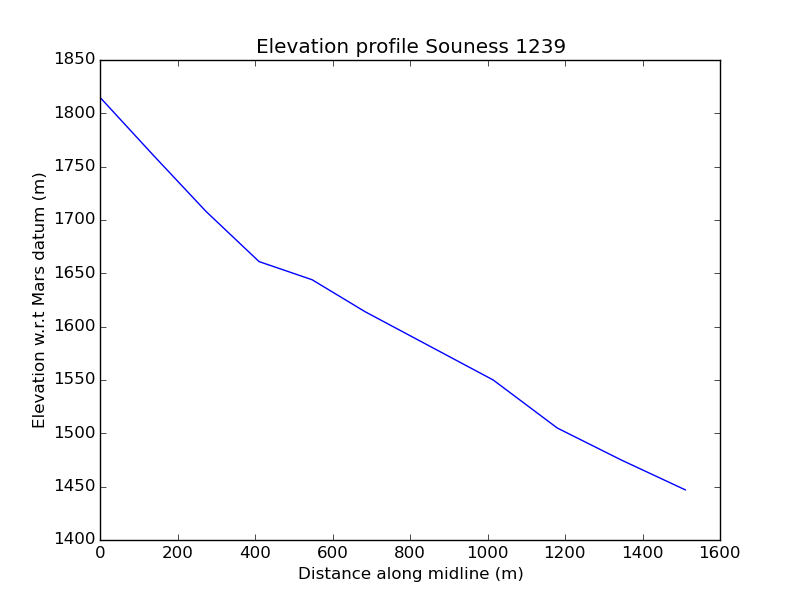 Elevation profile Souness 1239
1850
1800
1750
1700
1650
1600
1550
1500
1450
1400
Elevation w.r.t Mars datum (m)
0 200 400 600 800 1000 1200 1400 1600
Distance along midline (m)